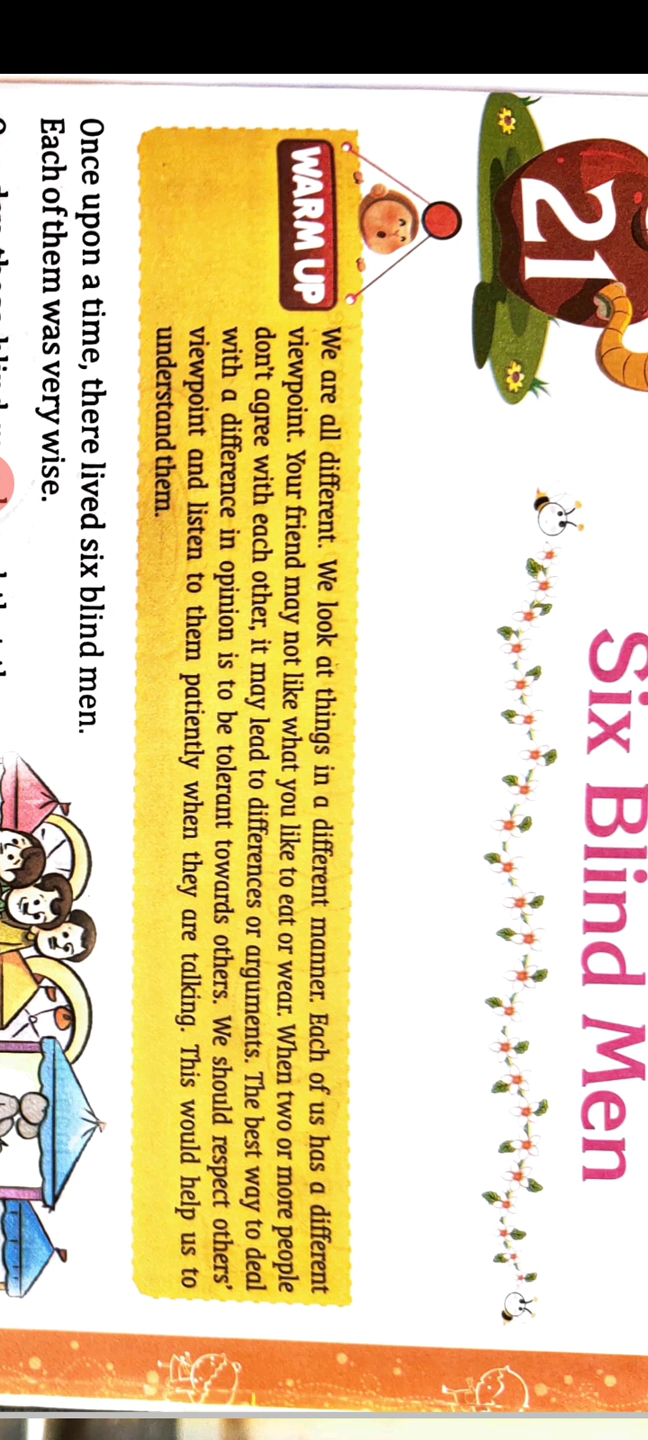 21
Six Blind Men
WARM UP
We are all different. We look at things in a different manner. Each of us has a different
viewpoint. Your friend may not like what you like to eat or wear. When two or more people
don't agree with each other, it may lead to differences or arguments. The best way to deal
with a difference in opinion is to be tolerant towards others. We should respect others'
viewpoint and listen to them patiently when they are talking. This would help us to
understand them.
Once upon a time, there lived six blind men.
Each of them was very wise.